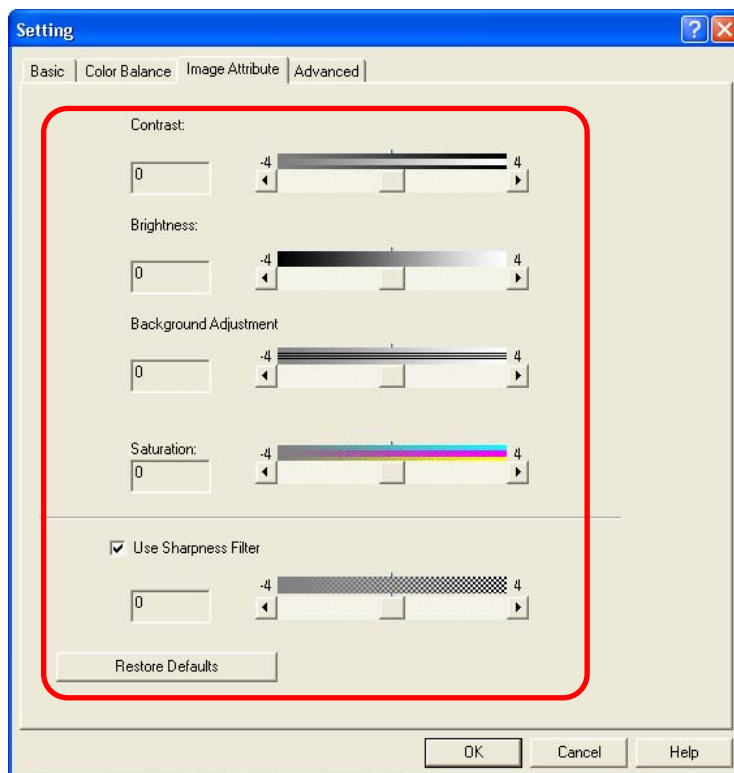 Setting
Basic Color Balance Image Attribute Advanced
Contrast:
-4 4
0
Brightness:
-4 4
0
Background Adjustment
-4 4
0
Saturation:
-4 4
0
Use Sharpness Filter
-4 4
0
Restore Defaults
OK Cancel Help